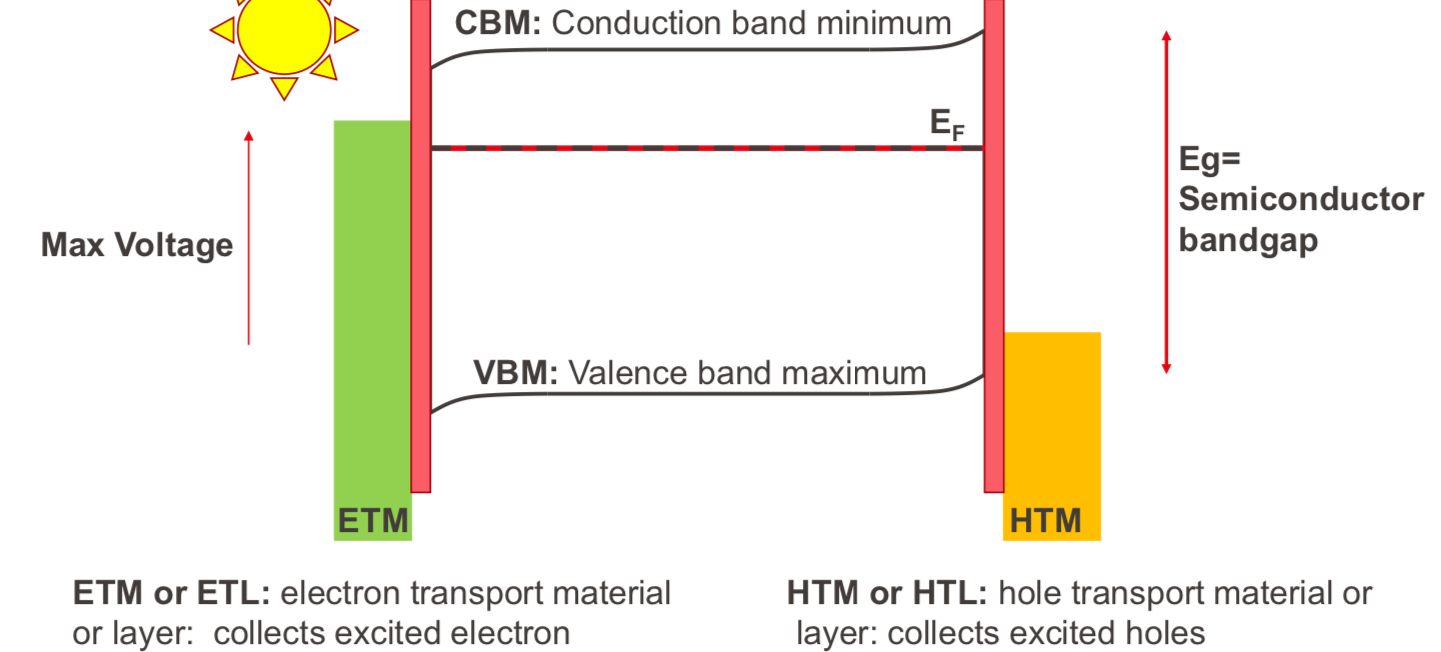 CBM: Conduction band minimum
E_F
Max Voltage
Eg=
Semiconductor
bandgap
VBM: Valence band maximum
ETM
HTM
ETM or ETL: electron transport material
or layer:  collects excited electron
HTM or HTL: hole transport material or
layer: collects excited holes